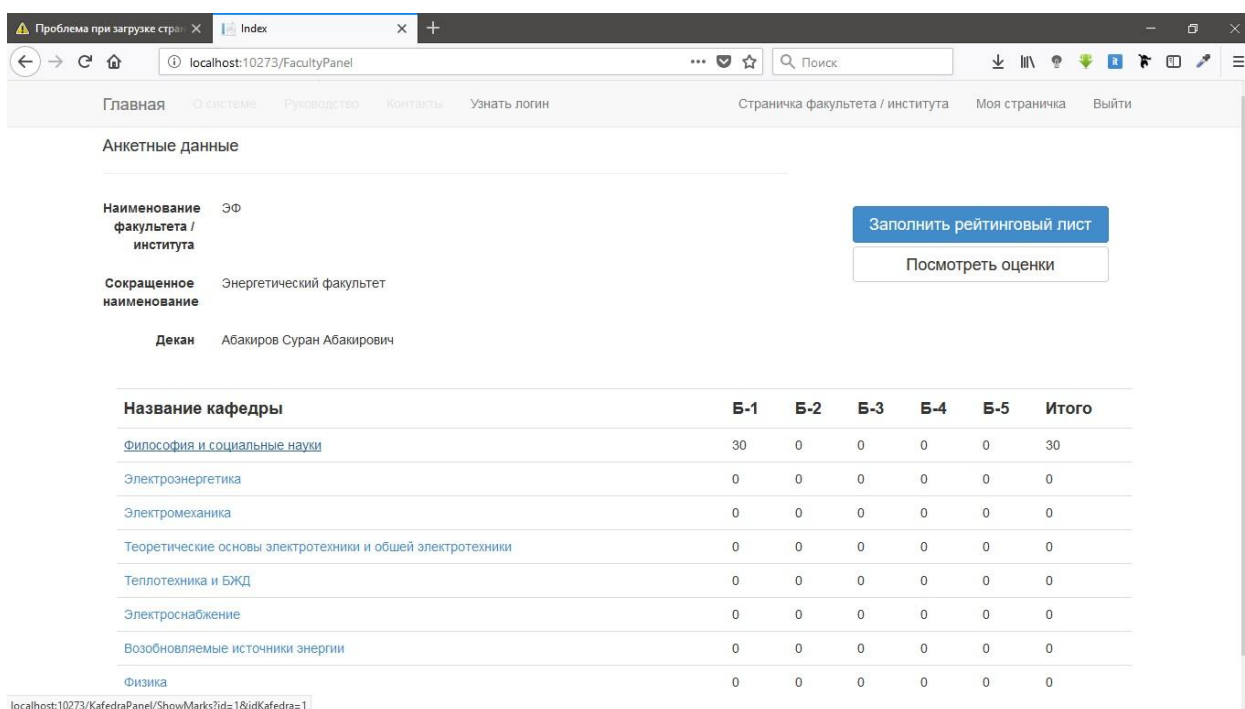 Проблема при загрузке стран
Index
localhost:10273/FacultyPanel
Поиск
Главная О системе Руководство Контакты Узнать логин Страничка факультета / института Моя страничка Выйти
Анкетные данные
Наименование факультета / института ЭФ
Заполнить рейтинговый лист
Посмотреть оценки
Сокращенное наименование Энергетический факультет
Декан Абакиров Суран Абакирович
Название кафедры Б-1 Б-2 Б-3 Б-4 Б-5 Итого
Философия и социальные науки 30 0 0 0 0 30
Электроэнергетика 0 0 0 0 0 0
Электромеханика 0 0 0 0 0 0
Теоретические основы электротехники и обшей электротехники 0 0 0 0 0 0
Теплотехника и БЖД 0 0 0 0 0 0
Электроснабжение 0 0 0 0 0 0
Возобновляемые источники энергии 0 0 0 0 0 0
Физика 0 0 0 0 0 0
localhost:10273/KafedraPanel/ShowMarks?id=1&idKafedra=1